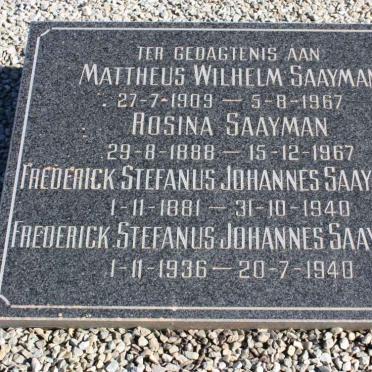 TER GEDAGTENIS AAN
MATTHEUS WILHELM SAAYMAN
27-7-1909 — 5-8-1967
ROSINA SAAYMAN
29-8-1888 — 15-12-1967
FREDERICK STEFANUS JOHANNES SAAY
1-11-1881 — 31-10-1940
FREDERICK STEFANUS JOHANNES SAAY
1-11-1936 — 20-7-1940